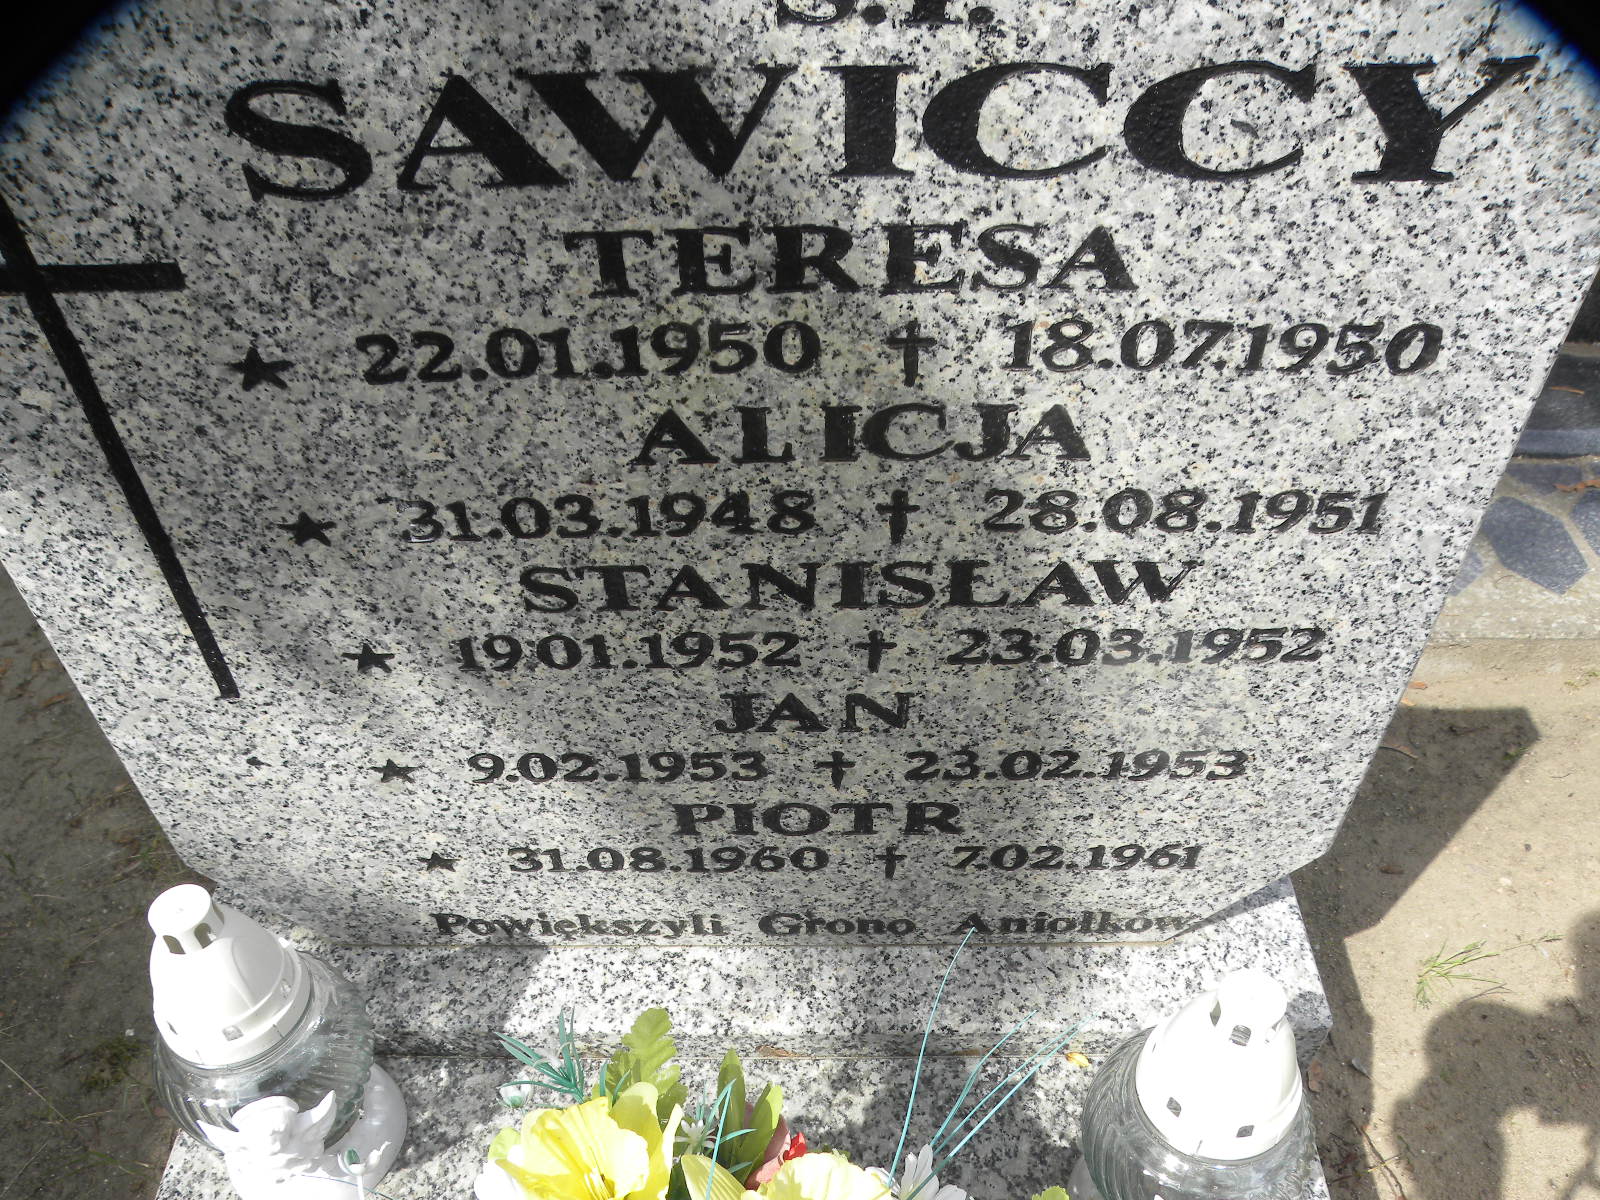 Ś.P.
SAWICCY
TERESA
★ 22.01.1950 ✝ 18.07.1950
ALICJA
★ 31.03.1948 ✝ 28.08.1951
STANISŁAW
★ 19.01.1952 ✝ 23.03.1952
JAN
★ 9.02.1953 ✝ 23.02.1953
PIOTR
★ 31.08.1960 ✝ 7.02.1961
Powiększyli Grono Aniołków